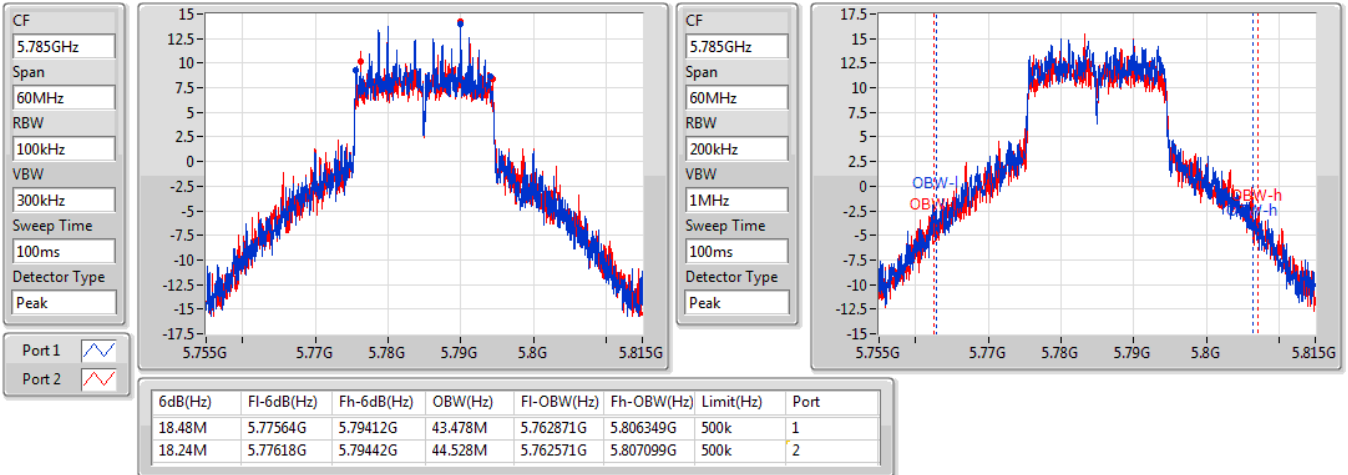 CF
5.785GHz
Span
60MHz
RBW
100kHz
VBW
300kHz
Sweep Time
100ms
Detector Type
Peak
Port 1
Port 2
15
12.5
10
7.5
5
2.5
0
-2.5
-5
-7.5
-10
-12.5
-15
-17.5
5.755G 5.77G 5.78G 5.79G 5.8G 5.815G
CF
5.785GHz
Span
60MHz
RBW
200kHz
VBW
1MHz
Sweep Time
100ms
Detector Type
Peak
17.5
15
12.5
10
7.5
5
2.5
0
-2.5
-5
-7.5
-10
-12.5
-15
OBW-l
OBW-h
5.755G 5.77G 5.78G 5.79G 5.8G 5.815G
6dB(Hz) Fl-6dB(Hz) Fh-6dB(Hz) OBW(Hz) Fl-OBW(Hz) Fh-OBW(Hz) Limit(Hz) Port
18.48M 5.77564G 5.79412G 43.478M 5.762871G 5.806349G 500k 1
18.24M 5.77618G 5.79442G 44.528M 5.762571G 5.807099G 500k 2